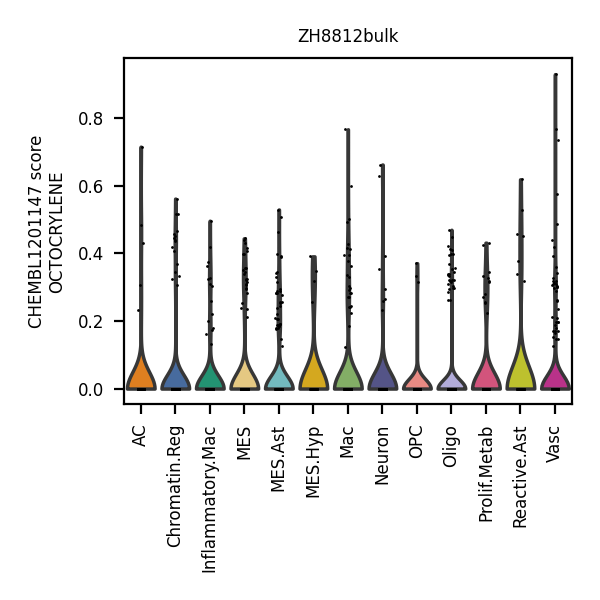 ZH8812bulk
CHEMBL1201147 score
OCTOCRYLENE
0.8
0.6
0.4
0.2
0.0
AC
Chromatin.Reg
Inflammatory.Mac
MES
MES.Ast
MES.Hyp
Mac
Neuron
OPC
Oligo
Prolif.Metab
Reactive.Ast
Vasc